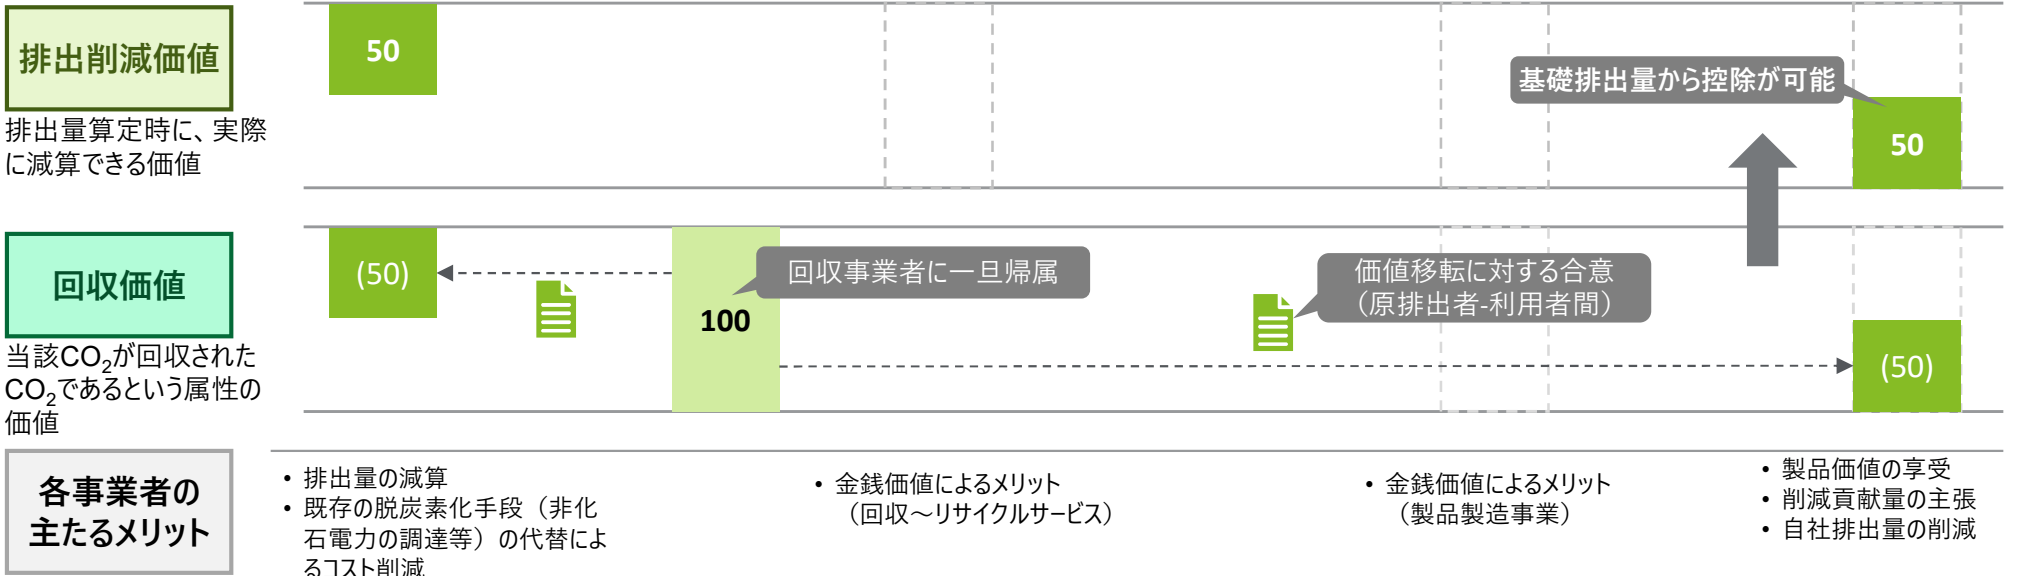 排出削減価値
排出量算定時に、実際
に減算できる価値
50
基礎排出量から控除が可能
50
回収価値
当該CO₂が回収された
CO₂であるという属性の
価値
(50)
100
回収事業者に一旦帰属
価値移転に対する合意
（原排出者-利用者間）
(50)
各事業者の
主たるメリット
• 排出量の減算
• 既存の脱炭素化手段（非化
石電力の調達等）の代替によ
るコスト削減
• 金銭価値によるメリット
（回収～リサイクルサービス）
• 金銭価値によるメリット
（製品製造事業）
• 製品価値の享受
• 削減貢献量の主張
• 自社排出量の削減